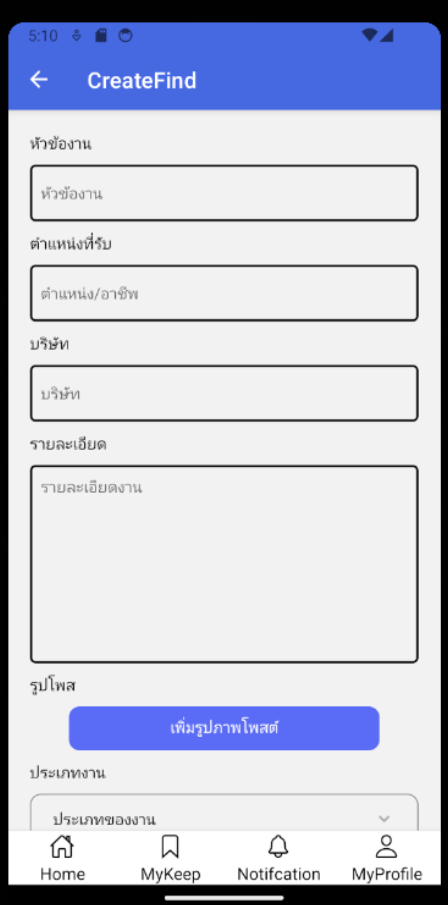 5:10
CreateFind
หัวข้องาน
หัวข้องาน
ตำแหน่งที่รับ
ตำแหน่ง/อาชีพ
บริษัท
บริษัท
รายละเอียด
รายละเอียดงาน
รูปโพส
เพิ่มรูปภาพโพสต์
ประเภทงาน
ประเภทของงาน
Home MyKeep Notifcation MyProfile